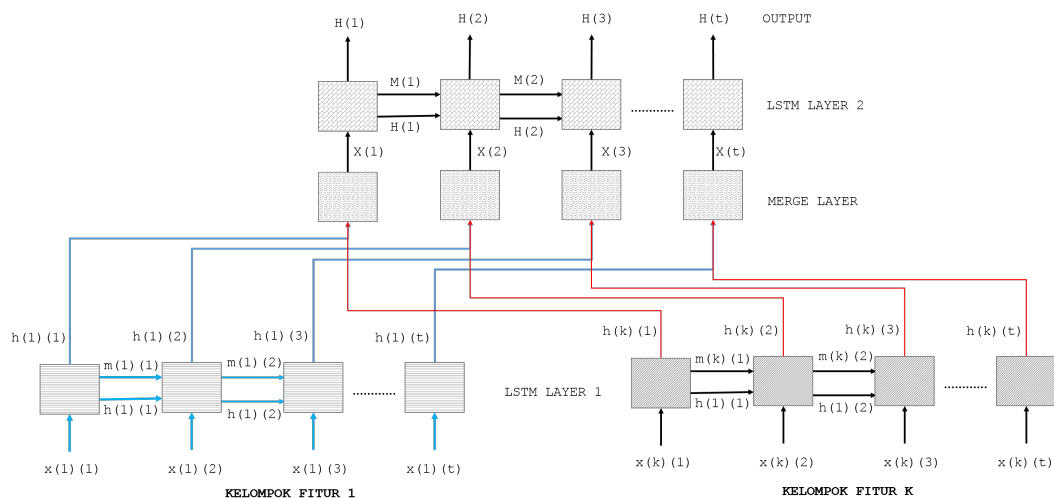 H(1) H(2) H(3) H(t) OUTPUT
M(1) M(2)
LSTM LAYER 2
H(1) H(2)
X(1) X(2) X(3) X(t)
MERGE LAYER
h(1)(1) h(1)(2) h(1)(3) h(1)(t) h(k)(1) h(k)(2) h(k)(3) h(k)(t)
m(1)(1) m(1)(2) m(k)(1) m(k)(2)
LSTM LAYER 1
h(1)(1) h(1)(2) h(1)(1) h(1)(2)
x(1)(1) x(1)(2) x(1)(3) x(1)(t) x(k)(1) x(k)(2) x(k)(3) x(k)(t)
KELOMPOK FITUR 1 KELOMPOK FITUR K